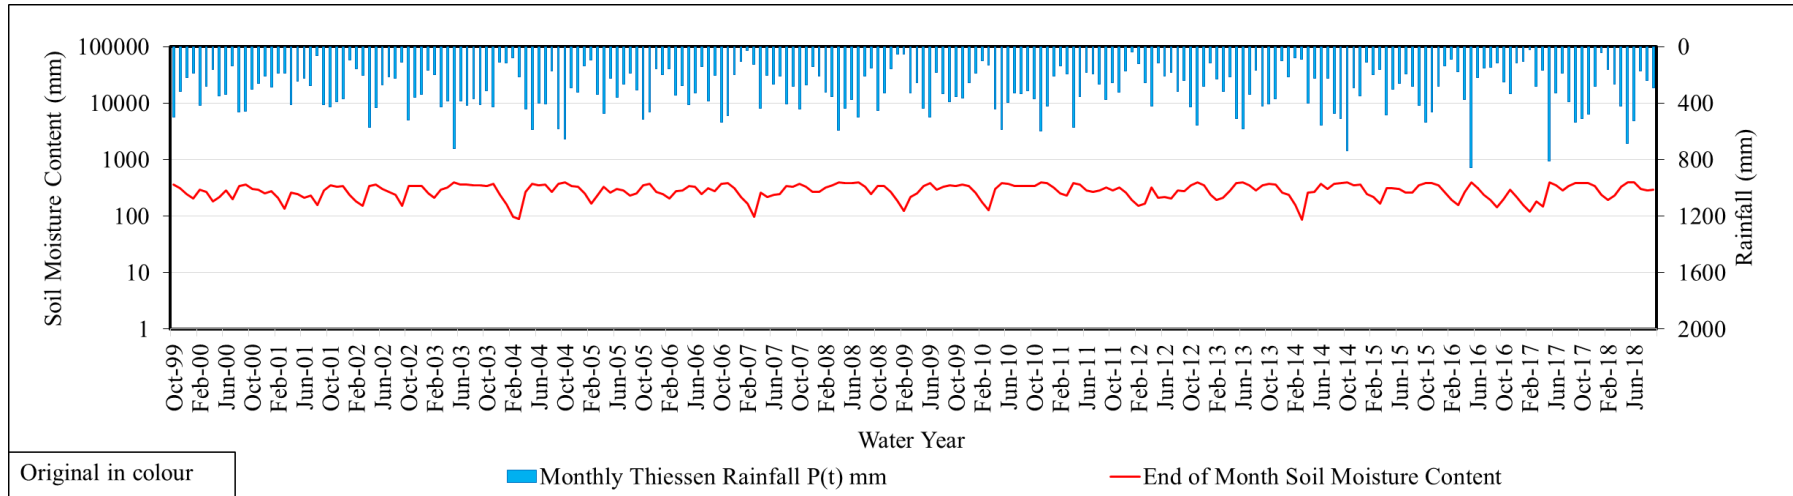 Soil Moisture Content (mm)
100000
10000
1000
100
10
1
0
400
800
1200
1600
2000
Rainfall (mm)
Oct-99
Feb-00
Jun-00
Oct-00
Feb-01
Jun-01
Oct-01
Feb-02
Jun-02
Oct-02
Feb-03
Jun-03
Oct-03
Feb-04
Jun-04
Oct-04
Feb-05
Jun-05
Oct-05
Feb-06
Jun-06
Oct-06
Feb-07
Jun-07
Oct-07
Feb-08
Jun-08
Oct-08
Feb-09
Jun-09
Oct-09
Feb-10
Jun-10
Oct-10
Feb-11
Jun-11
Oct-11
Feb-12
Jun-12
Oct-12
Feb-13
Jun-13
Oct-13
Feb-14
Jun-14
Oct-14
Feb-15
Jun-15
Oct-15
Feb-16
Jun-16
Oct-16
Feb-17
Jun-17
Oct-17
Feb-18
Jun-18
Water Year
Original in colour
Monthly Thiessen Rainfall P(t) mm
End of Month Soil Moisture Content